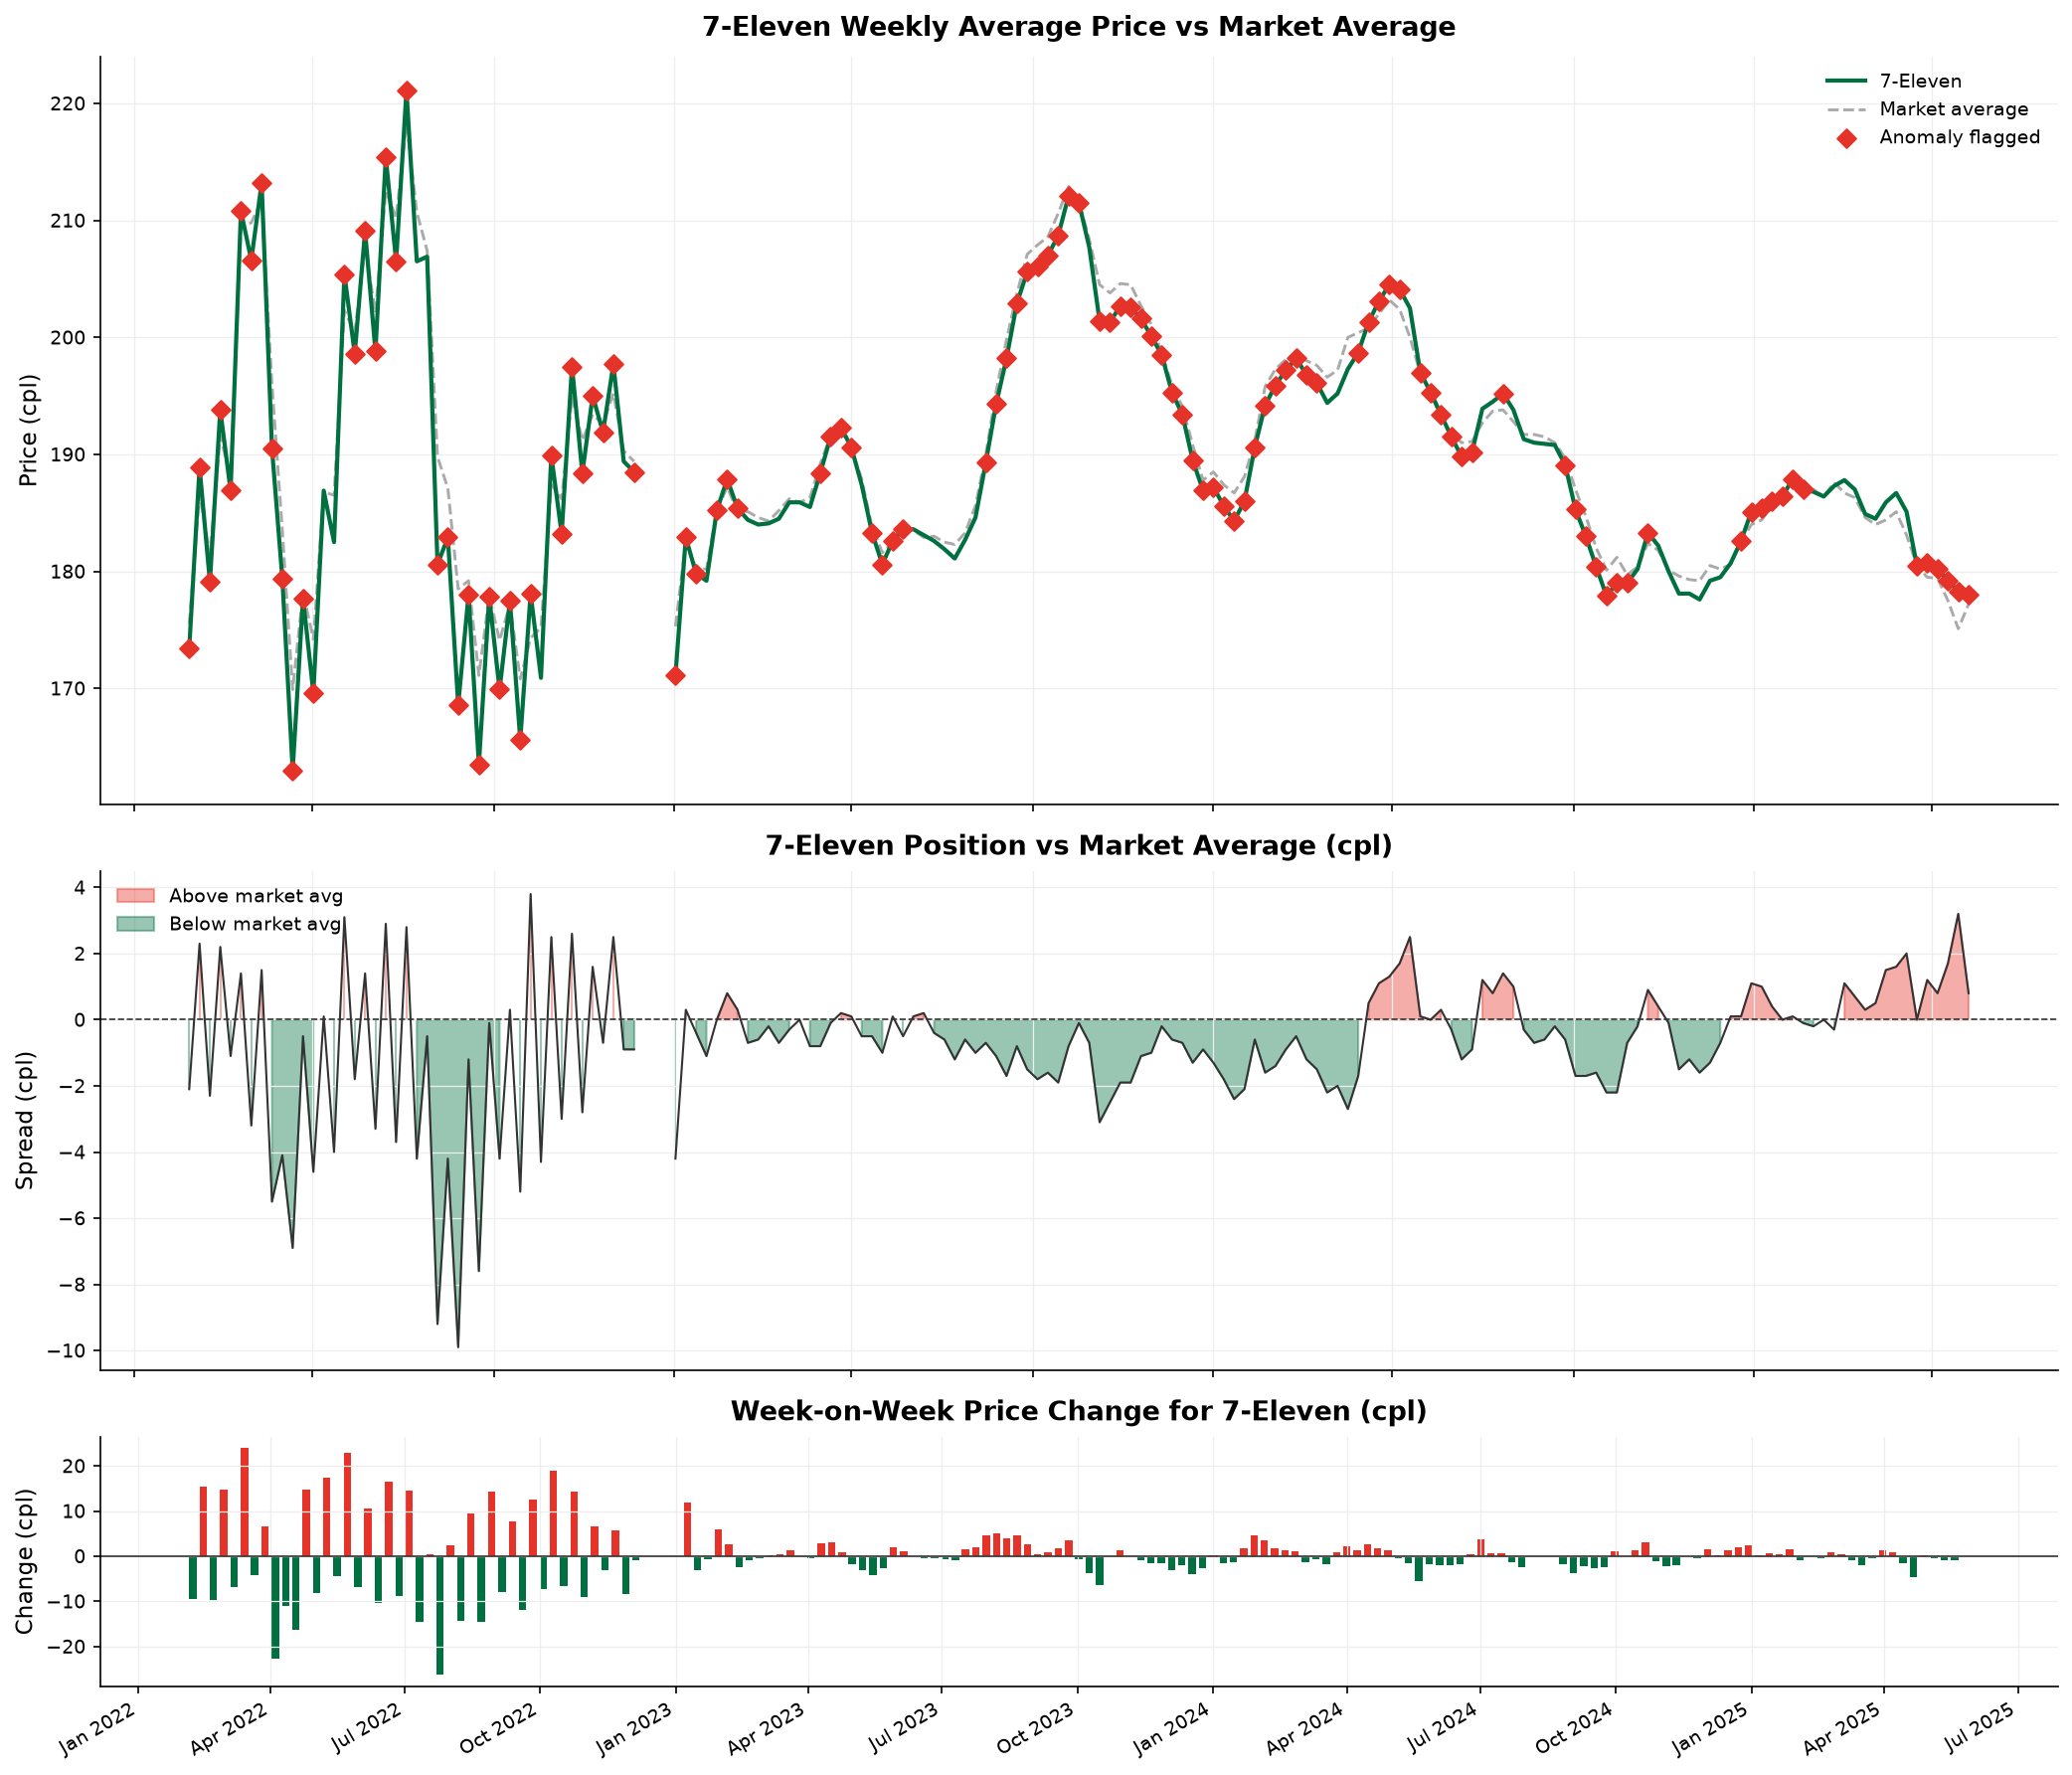 7-Eleven Weekly Average Price vs Market Average
Price (cpl)
220
210
200
190
180
170
7-Eleven
Market average
Anomaly flagged
7-Eleven Position vs Market Average (cpl)
Spread (cpl)
4
2
0
−2
−4
−6
−8
−10
Above market avg
Below market avg
Week-on-Week Price Change for 7-Eleven (cpl)
Change (cpl)
20
10
0
−10
−20
Jan 2022
Apr 2022
Jul 2022
Oct 2022
Jan 2023
Apr 2023
Jul 2023
Oct 2023
Jan 2024
Apr 2024
Jul 2024
Oct 2024
Jan 2025
Apr 2025
Jul 2025